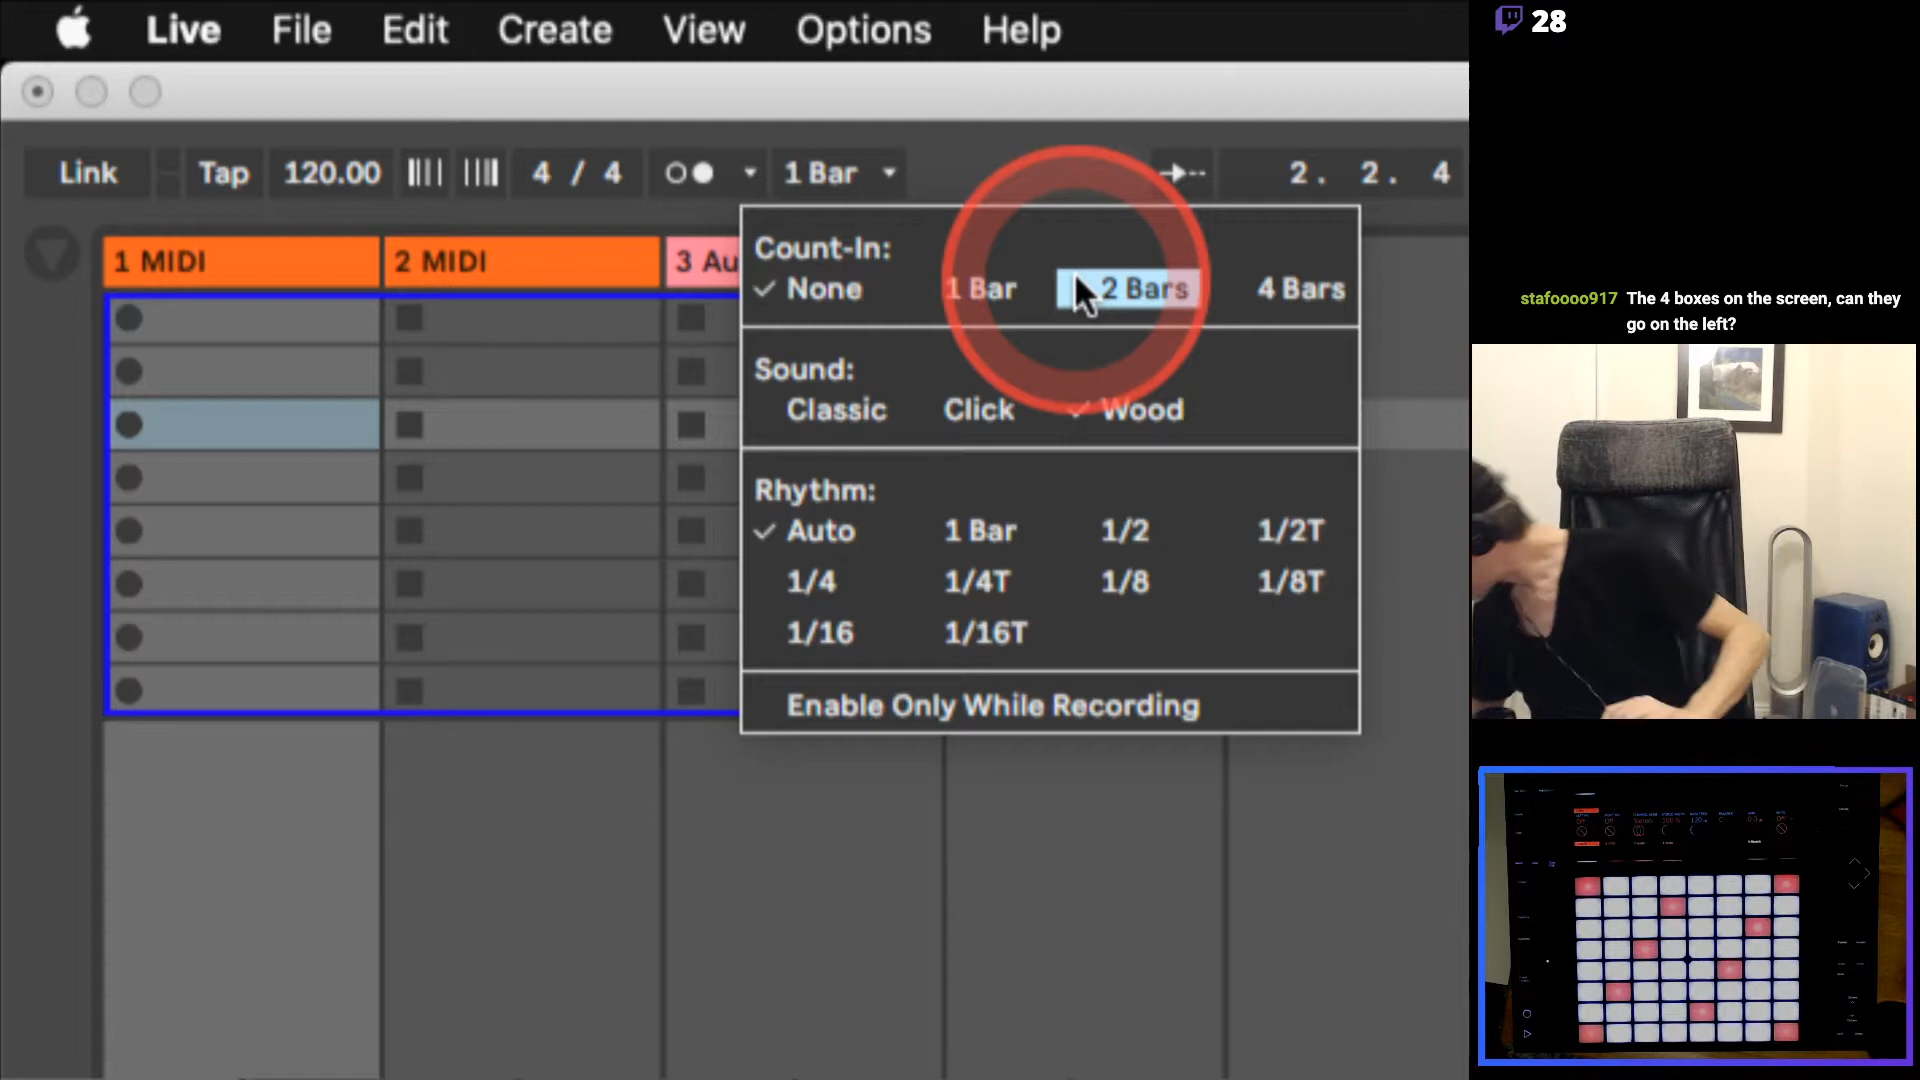 Live File Edit Create View Options Help
28
Link Tap 120.00 4 / 4 1 Bar 2. 2. 4
1 MIDI 2 MIDI 3 Au
Count-In:
None 1 Bar 2 Bars 4 Bars
Sound:
Classic Click Wood
Rhythm:
Auto 1 Bar 1/2 1/2T
1/4 1/4T 1/8 1/8T
1/16 1/16T
Enable Only While Recording
stafoooo917 The 4 boxes on the screen, can they
go on the left?